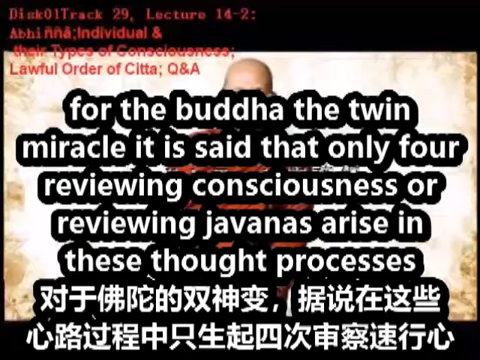 Disk01Track 29, Lecture 14-2:
Abhiññā;Individual &
their Types of Consciousness;
Lawful Order of Citta; Q&A
for the buddha the twin
miracle it is said that only four
reviewing consciousness or
reviewing javanas arise in
these thought processes
对于佛陀的双神变，据说在这些
心路过程中只生起四次审察速行心